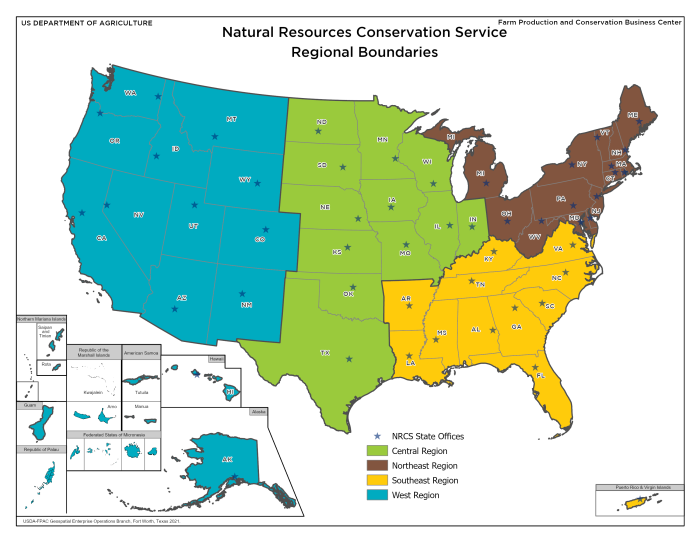 US DEPARTMENT OF AGRICULTURE
Farm Production and Conservation Business Center
Natural Resources Conservation Service
Regional Boundaries
WA
MT
ND
MN
MI
ME
VT
NH
OR
ID
SD
WI
MI
NY
MA
CT
WY
IA
PA
NJ
NE
NV
UT
CO
IL
IN
OH
MD
WV
CA
KS
MO
KY
VA
AZ
NM
OK
AR
TN
NC
SC
TX
LA
MS
AL
GA
FL
Northern Mariana Islands
Saipan
and
Tinian
Rota
Republic of the
Marshall Islands
American Samoa
Hawaii
HI
Kwajalein
Tutuila
Guam
Arno
Manua
Alaska
Federated States of Micronesia
Republic of Palau
AK
NRCS State Offices
Central Region
Northeast Region
Southeast Region
West Region
Puerto Rico & Virgin Islands
USDA-FPAC Geospatial Enterprise Operations Branch, Fort Worth, Texas 2021